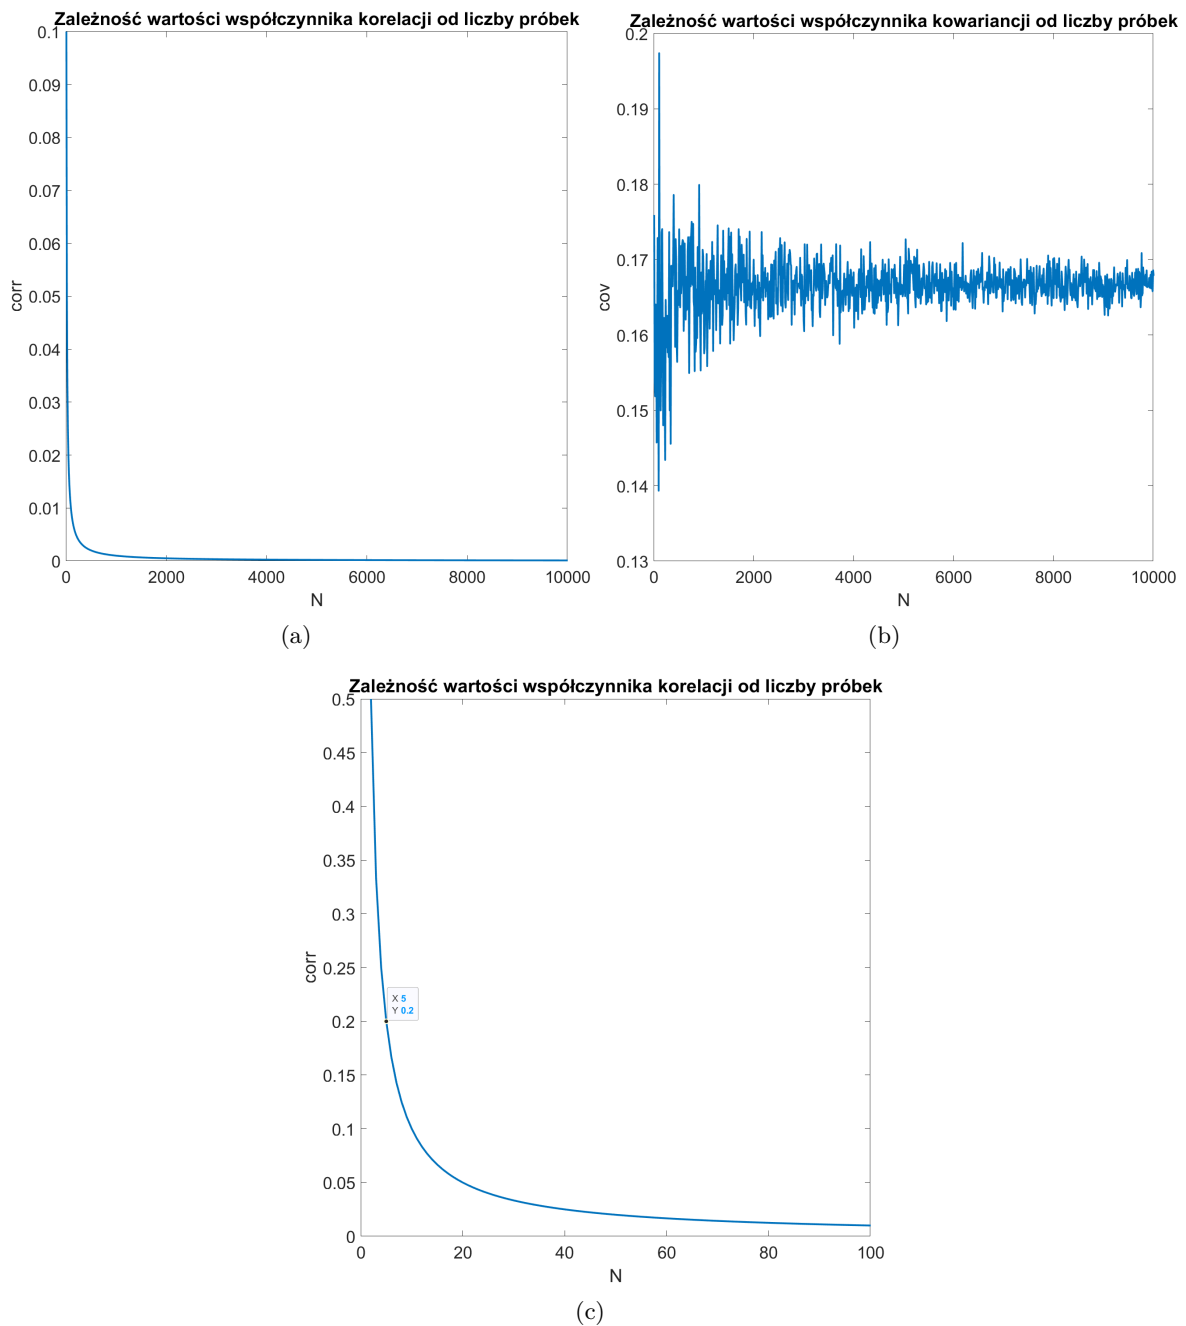 Zależność wartości współczynnika korelacji od liczby próbek
0.1
0.09
0.08
0.07
0.06
0.05
0.04
0.03
0.02
0.01
0
corr
0 2000 4000 6000 8000 10000
N
(a)
Zależność wartości współczynnika kowariancji od liczby próbek
0.2
0.19
0.18
0.17
0.16
0.15
0.14
0.13
cov
0 2000 4000 6000 8000 10000
N
(b)
Zależność wartości współczynnika korelacji od liczby próbek
0.5
0.45
0.4
0.35
0.3
0.25
0.2
0.15
0.1
0.05
0
corr
X 5
Y 0.2
0 20 40 60 80 100
N
(c)